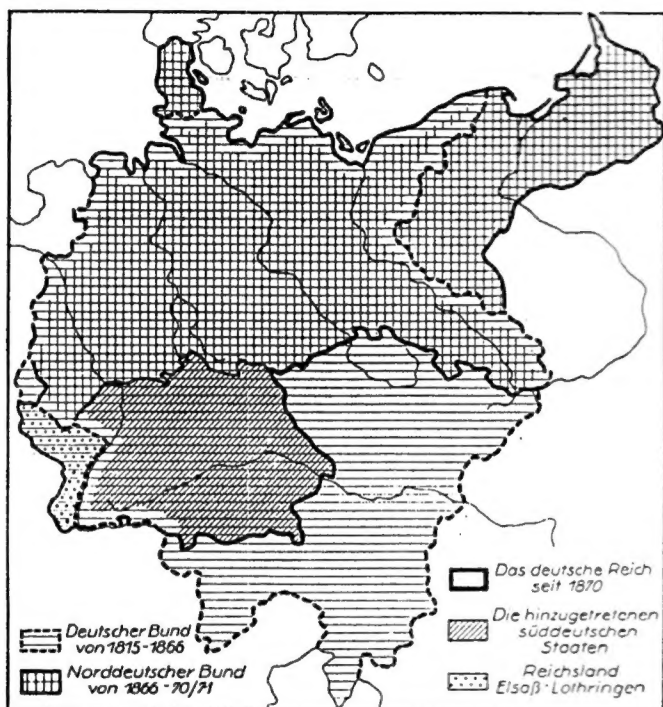 Deutscher Bund
von 1815-1866
Norddeutscher Bund
von 1866-70/71
Das deutsche Reich
seit 1870
Die hinzugetretenen
süddeutschen
Staaten
Reichsland
Elsaß-Lothringen